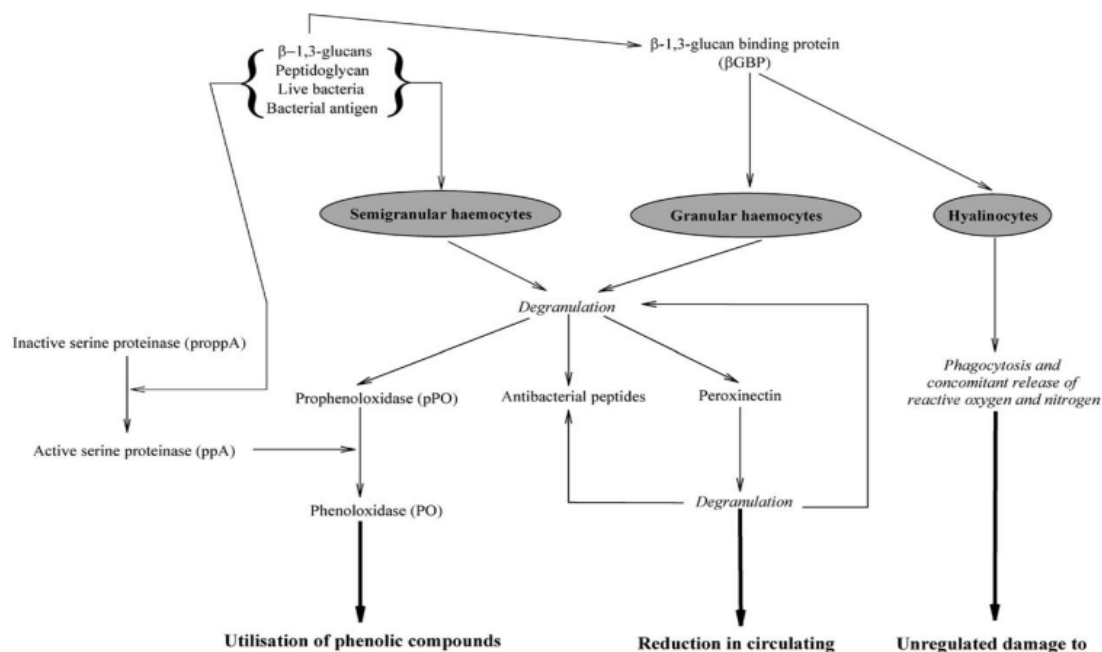 β–1,3-glucans
Peptidoglycan
Live bacteria
Bacterial antigen
β-1,3-glucan binding protein
(βGBP)
Semigranular haemocytes
Granular haemocytes
Hyalinocytes
Degranulation
Inactive serine proteinase (proppA)
Prophenoloxidase (pPO)
Antibacterial peptides
Peroxinectin
Phagocytosis and
concomitant release of
reactive oxygen and nitrogen
Active serine proteinase (ppA)
Phenoloxidase (PO)
Degranulation
Utilisation of phenolic compounds
Reduction in circulating
Unregulated damage to